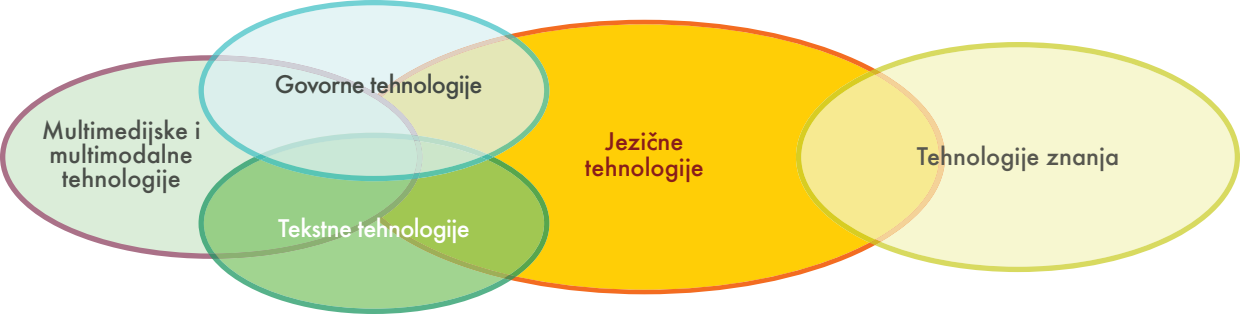 Govorne tehnologije
Multimedijske i
multimodalne
tehnologije
Tekstne tehnologije
Jezične
tehnologije
Tehnologije znanja